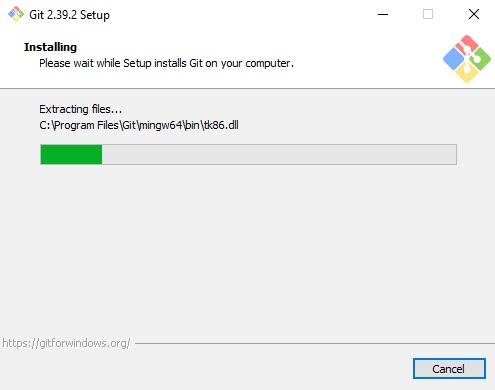 Git 2.39.2 Setup
Installing
Please wait while Setup installs Git on your computer.
Extracting files...
C:\Program Files\Git\mingw64\bin\tk86.dll
https://gitforwindows.org/
Cancel